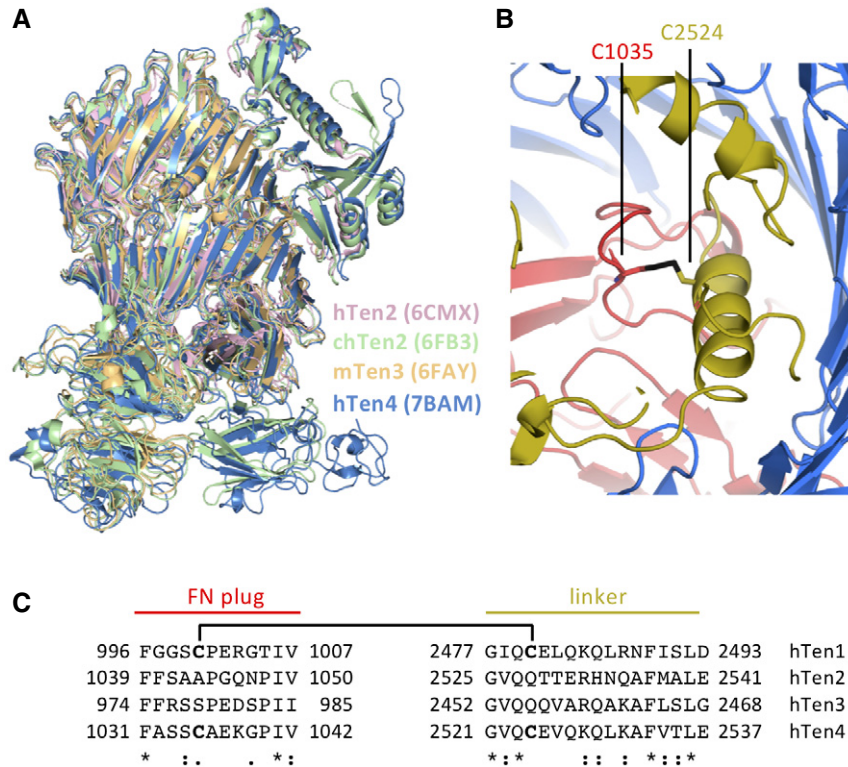 A
B
C2524
C1035
hTen2 (6CMX)
chTen2 (6FB3)
mTen3 (6FAY)
hTen4 (7BAM)
C
FN plug linker
996 FGGSCPERGTIV 1007 2477 GIQCELQKQLRNFISLD 2493 hTen1
1039 FFSAAPGQNPIV 1050 2525 GVQQTTERHNQAFMALE 2541 hTen2
974 FFRSSPEDSPII 985 2452 GVQQQVARQAKAFLSLG 2468 hTen3
1031 FASSCAEKGPIV 1042 2521 GVQCEVQKQLKAFVTLE 2537 hTen4
* :. . *: *:* :: *::*